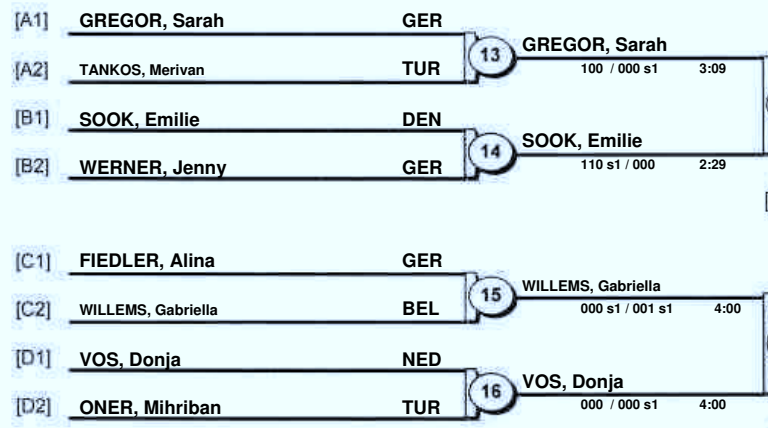 [A1] GREGOR, Sarah GER
13 GREGOR, Sarah
[A2] TANKOS, Merivan TUR
100 / 000 s1 3:09
[B1] SOOK, Emilie DEN
14 SOOK, Emilie
[B2] WERNER, Jenny GER
110 s1 / 000 2:29
[C1] FIEDLER, Alina GER
15 WILLEMS, Gabriella
[C2] WILLEMS, Gabriella BEL
000 s1 / 001 s1 4:00
[D1] VOS, Donja NED
16 VOS, Donja
[D2] ONER, Mihriban TUR
000 / 000 s1 4:00